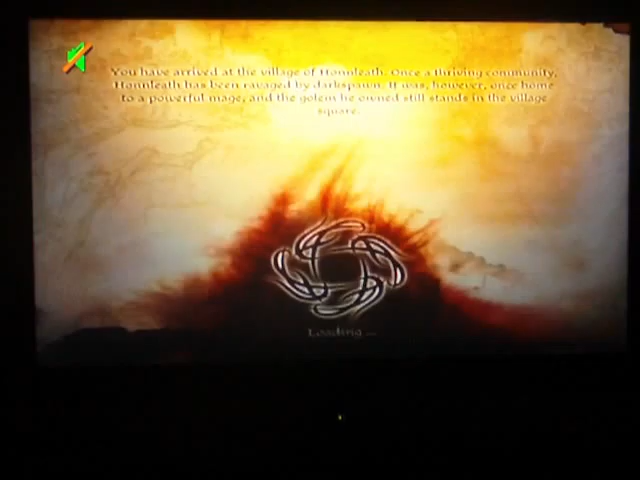 You have arrived at the village of Honnleath. Once a thriving community,
Honnleath has been ravaged by darkspawn. It was, however, once home
to a powerful mage, and the golem he owned still stands in the village
square.
Loading ...